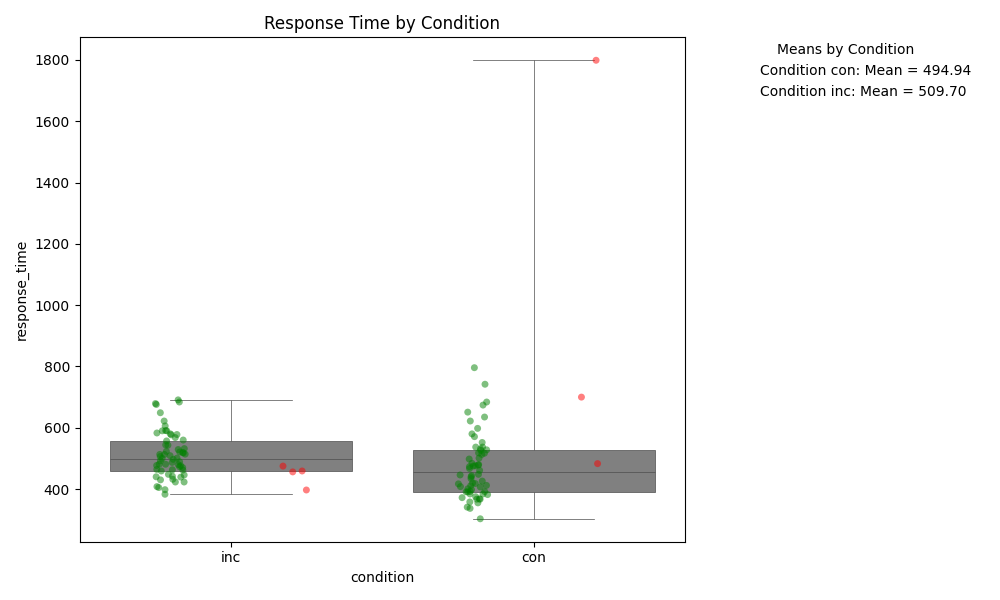 Response Time by Condition
Means by Condition
Condition con: Mean = 494.94
Condition inc: Mean = 509.70
1800
1600
1400
1200
1000
800
600
400
response_time
inc con
condition